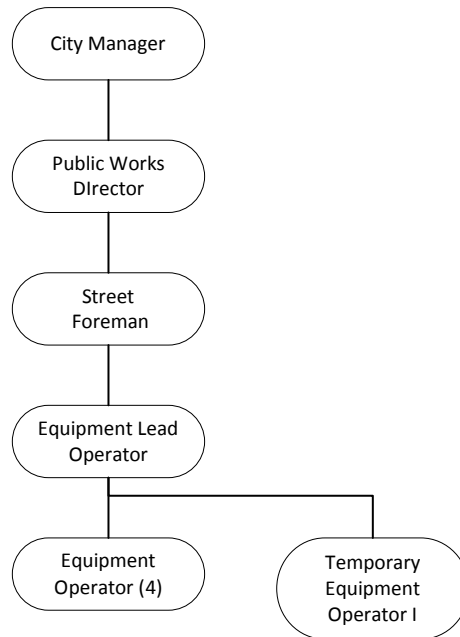 City Manager
Public Works
DIrector
Street
Foreman
Equipment Lead
Operator
Equipment
Operator (4)
Temporary
Equipment
Operator I